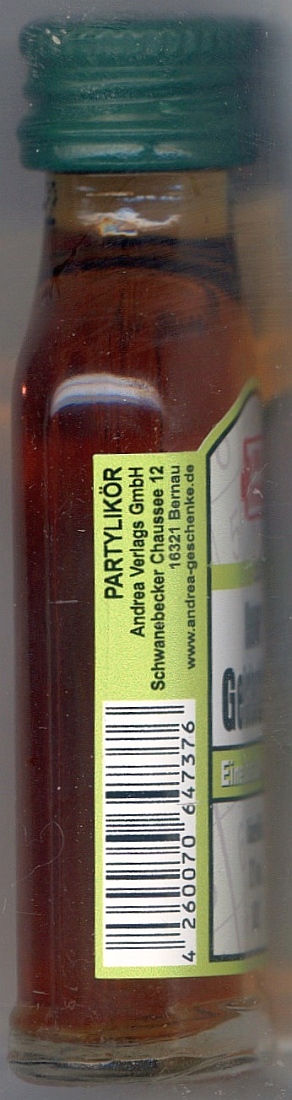 PARTYLIKÖR
Andrea Verlags GmbH
Schwanebecker Chaussee 12
16321 Bernau
www.andrea-geschenke.de
4 260070 647376